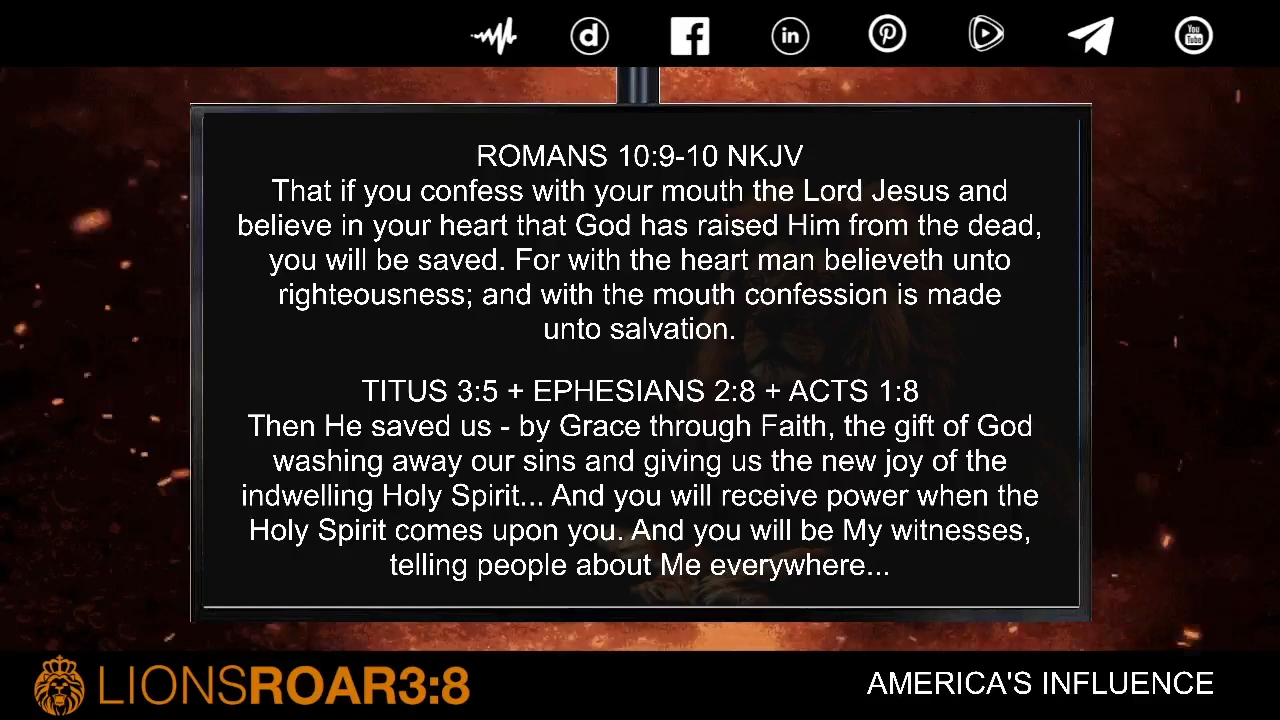 d
f
in
You
Tube
ROMANS 10:9-10 NKJV
That if you confess with your mouth the Lord Jesus and
believe in your heart that God has raised Him from the dead,
you will be saved. For with the heart man believeth unto
righteousness; and with the mouth confession is made
unto salvation.
TITUS 3:5 + EPHESIANS 2:8 + ACTS 1:8
Then He saved us - by Grace through Faith, the gift of God
washing away our sins and giving us the new joy of the
indwelling Holy Spirit... And you will receive power when the
Holy Spirit comes upon you. And you will be My witnesses,
telling people about Me everywhere...
LIONSROAR3:8
AMERICA'S INFLUENCE